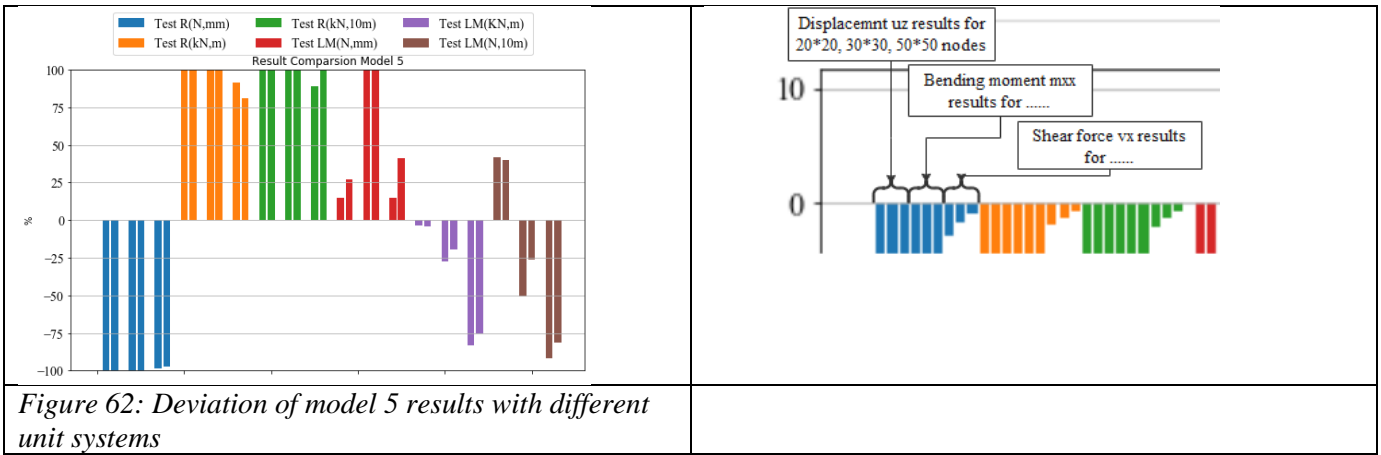 Test R(N,mm) Test R(kN,10m) Test LM(KN,m)
Test R(kN,m) Test LM(N,mm) Test LM(N,10m)
Result Comparsion Model 5
100
75
50
25
0
−25
−50
−75
−100
%
Displacemnt uz results for
20*20, 30*30, 50*50 nodes
Bending moment mxx
results for ......
Shear force vx results
for ......
10
0
Figure 62: Deviation of model 5 results with different
unit systems